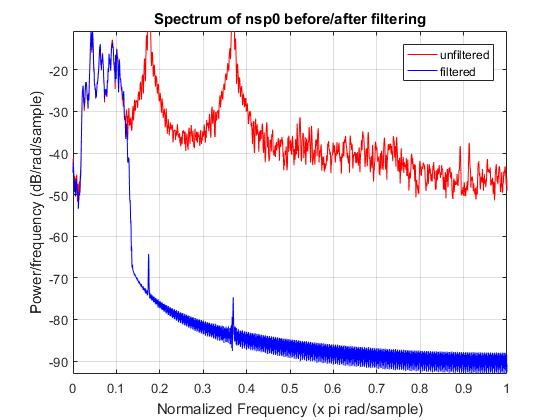 Spectrum of nsp0 before/after filtering
unfiltered
filtered
-20
-30
-40
-50
-60
-70
-80
-90
Power/frequency (dB/rad/sample)
0 0.1 0.2 0.3 0.4 0.5 0.6 0.7 0.8 0.9 1
Normalized Frequency (x pi rad/sample)